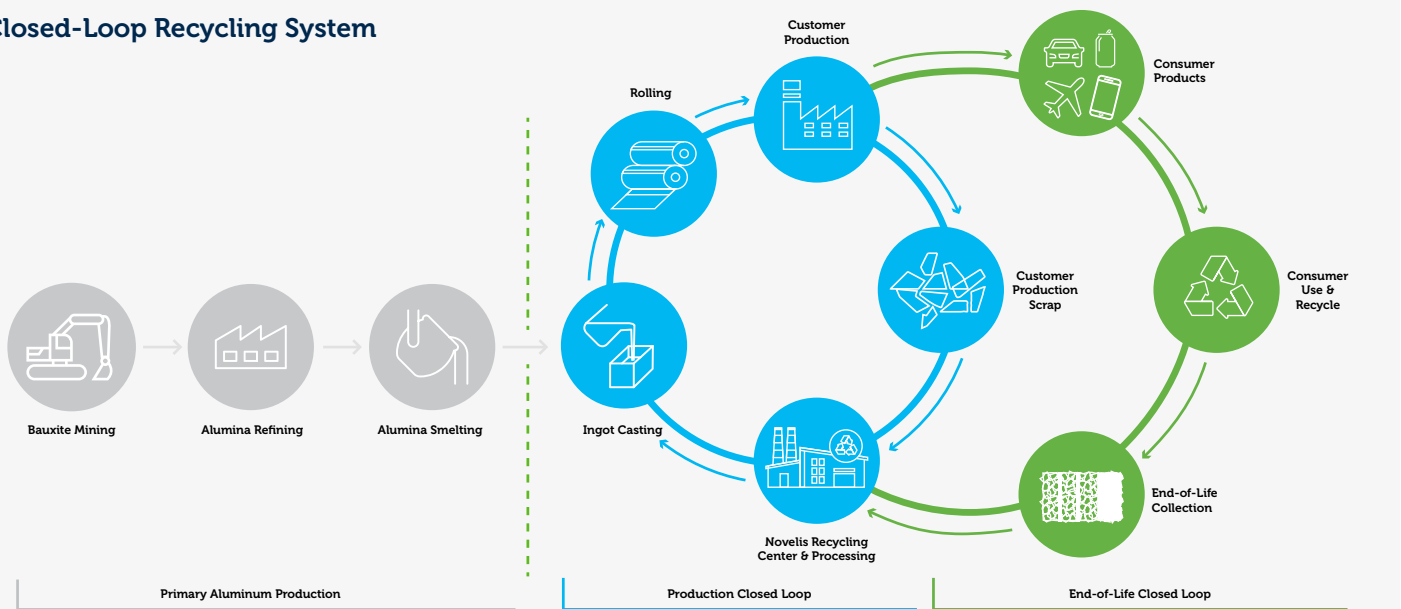 Closed-Loop Recycling System
Customer
Production
Consumer
Products
Rolling
Customer
Production
Scrap
Consumer
Use &
Recycle
Bauxite Mining
Alumina Refining
Alumina Smelting
Ingot Casting
End-of-Life
Collection
Novelis Recycling
Center & Processing
Primary Aluminum Production
Production Closed Loop
End-of-Life Closed Loop